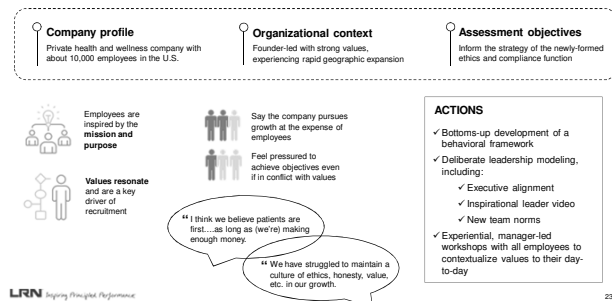 Company profile
Private health and wellness company with
about 10,000 employees in the U.S.
Organizational context
Founder-led with strong values,
experiencing rapid geographic expansion
Assessment objectives
Inform the strategy of the newly-formed
ethics and compliance function
Employees are
inspired by the
mission and
purpose
Values resonate
and are a key
driver of
recruitment
Say the company pursues
growth at the expense of
employees
Feel pressured to
achieve objectives even
if in conflict with values
“ I think we believe patients are
first....as long as (we're) making
enough money.
“ We have struggled to maintain a
culture of ethics, honesty, value,
etc. in our growth.
ACTIONS
✓ Bottoms-up development of a
behavioral framework
✓ Deliberate leadership modeling,
including:
✓ Executive alignment
✓ Inspirational leader video
✓ New team norms
✓ Experiential, manager-led
workshops with all employees to
contextualize values to their day-
to-day
LRN Inspiring Principled Performance
23